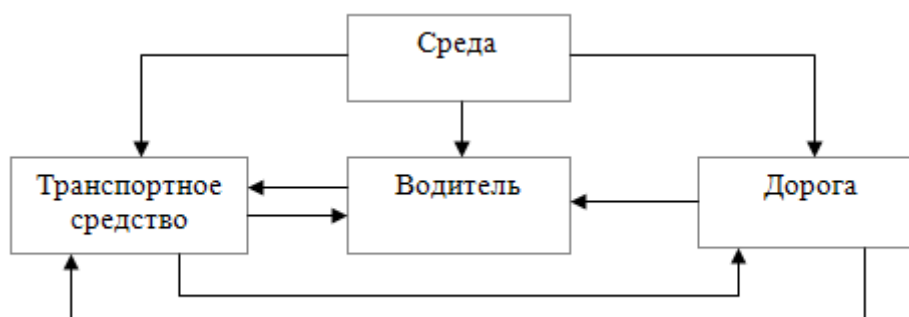 Среда
Транспортное
средство
Водитель
Дорога